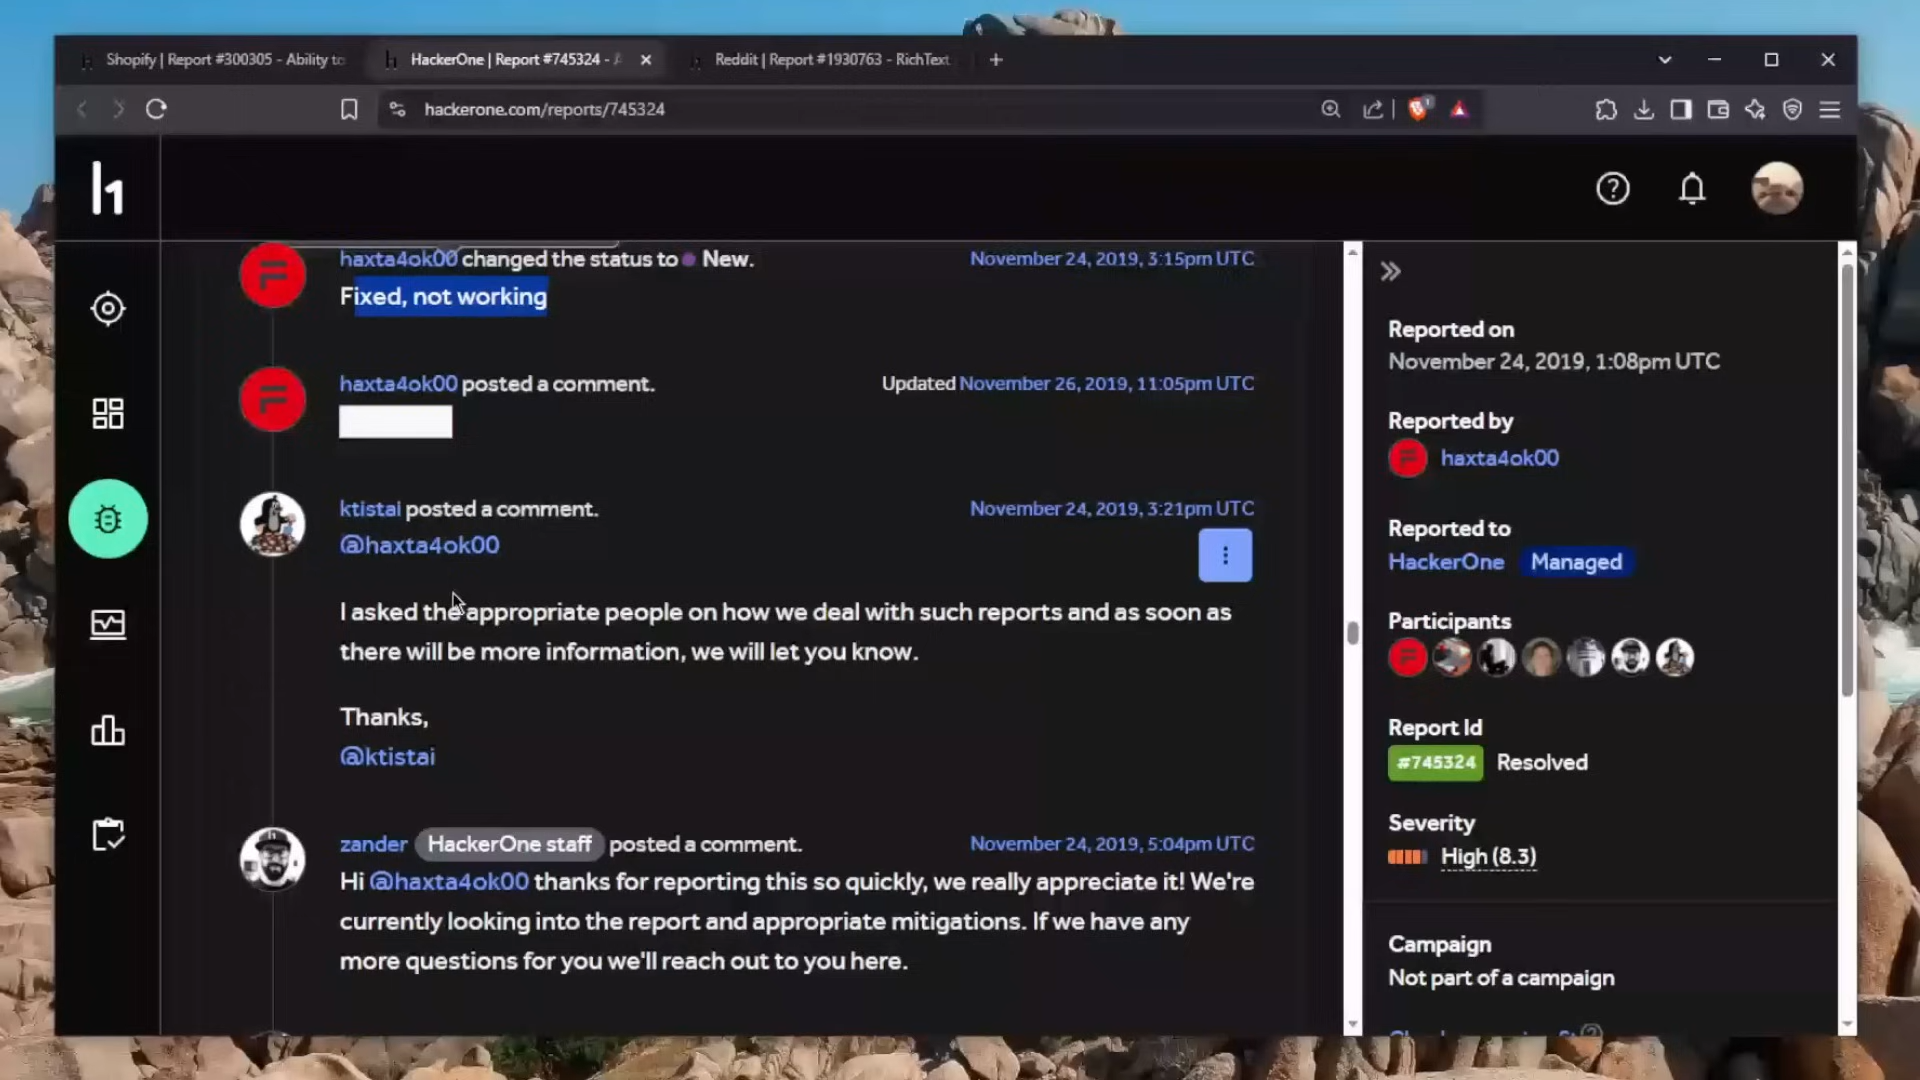 Shopify | Report #300305 - Ability to
HackerOne | Report #745324 - A
Reddit | Report #1930763 - RichText
hackerone.com/reports/745324
haxta4ok00 changed the status to New.
November 24, 2019, 3:15pm UTC
Fixed, not working
haxta4ok00 posted a comment.
Updated November 26, 2019, 11:05pm UTC
ktistai posted a comment.
November 24, 2019, 3:21pm UTC
@haxta4ok00
I asked the appropriate people on how we deal with such reports and as soon as
there will be more information, we will let you know.
Thanks,
@ktistai
zander HackerOne staff posted a comment.
November 24, 2019, 5:04pm UTC
Hi @haxta4ok00 thanks for reporting this so quickly, we really appreciate it! We're
currently looking into the report and appropriate mitigations. If we have any
more questions for you we'll reach out to you here.
Reported on
November 24, 2019, 1:08pm UTC
Reported by
haxta4ok00
Reported to
HackerOne Managed
Participants
Report Id
#745324 Resolved
Severity
High (8.3)
Campaign
Not part of a campaign